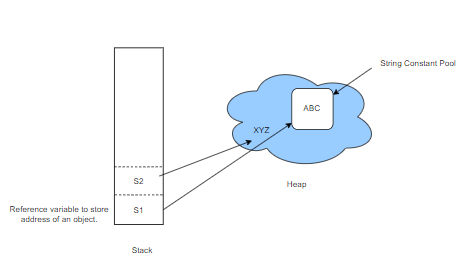 String Constant Pool
ABC
XYZ
S2
Heap
Reference variable to store
address of an object.
S1
Stack